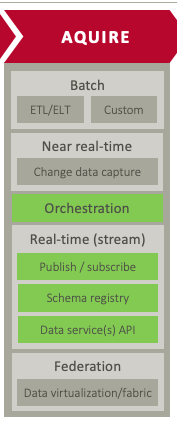 AQUIRE
Batch
ETL/ELT
Custom
Near real-time
Change data capture
Orchestration
Real-time (stream)
Publish / subscribe
Schema registry
Data service(s) API
Federation
Data virtualization/fabric